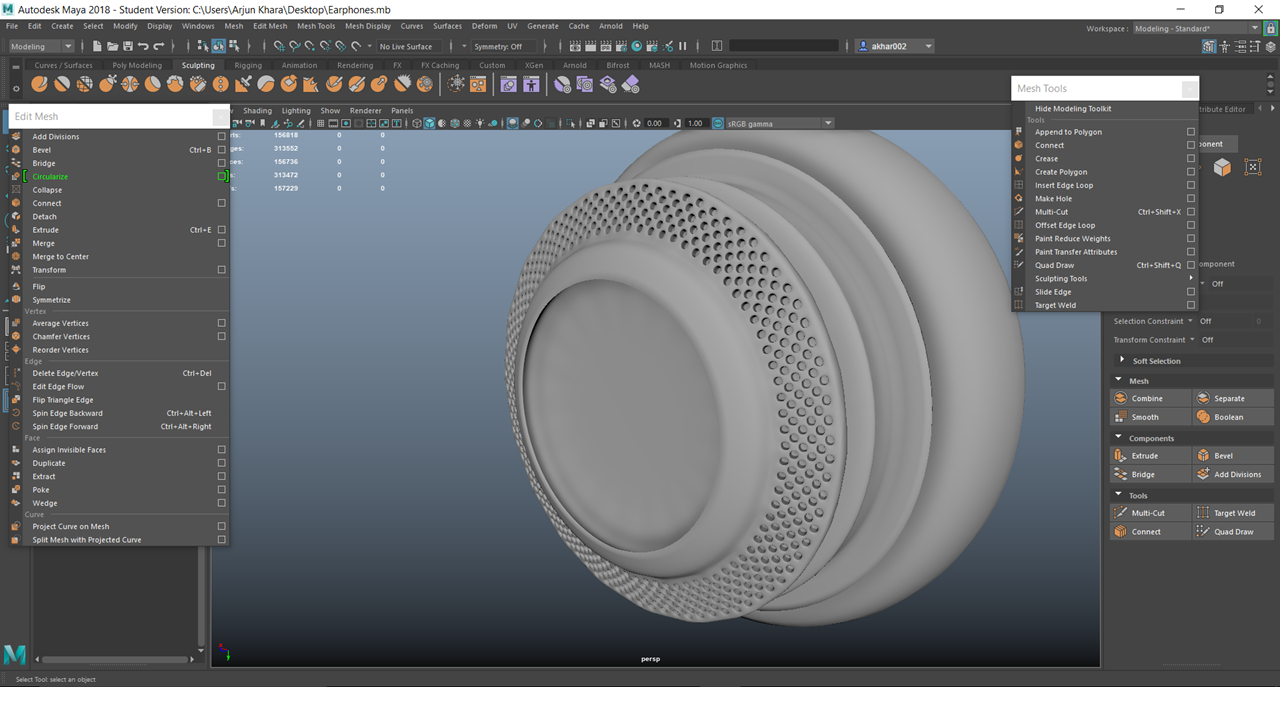 Autodesk Maya 2018 - Student Version: C:\Users\Arjun Khara\Desktop\Earphones.mb
File Edit Create Select Modify Display Windows Mesh Edit Mesh Mesh Tools Mesh Display Curves Surfaces Deform UV Generate Cache Arnold Help
Workspace : Modeling - Standard*
Modeling No Live Surface Symmetry: Off akhar002
Curves / Surfaces Poly Modeling Sculpting Rigging Animation Rendering FX FX Caching Custom XGen Arnold Bifrost MASH Motion Graphics
Edit Mesh
Add Divisions
Bevel Ctrl+B
Bridge
Circularize
Collapse
Connect
Detach
Extrude Ctrl+E
Merge
Merge to Center
Transform
Flip
Symmetrize
Vertex
Average Vertices
Chamfer Vertices
Reorder Vertices
Edge
Delete Edge/Vertex Ctrl+Del
Edit Edge Flow
Flip Triangle Edge
Spin Edge Backward Ctrl+Alt+Left
Spin Edge Forward Ctrl+Alt+Right
Face
Assign Invisible Faces
Duplicate
Extract
Poke
Wedge
Curve
Project Curve on Mesh
Split Mesh with Projected Curve
Shading Lighting Show Renderer Panels
0.00 1.00 sRGB gamma
rts: 156818 0 0
ges: 313552 0 0
es: 156736 0 0
s: 313472 0 0
s: 157229 0 0
persp
Mesh Tools
Hide Modeling Toolkit
Tools
Append to Polygon
Connect
Crease
Create Polygon
Insert Edge Loop
Make Hole
Multi-Cut Ctrl+Shift+X
Offset Edge Loop
Paint Reduce Weights
Paint Transfer Attributes
Quad Draw Ctrl+Shift+Q
Sculpting Tools
Slide Edge
Target Weld
tribute Editor
onent
omponent
Off
Selection Constraint Off 0
Transform Constraint Off
Soft Selection
Mesh
Combine Separate
Smooth Boolean
Components
Extrude Bevel
Bridge Add Divisions
Tools
Multi-Cut Target Weld
Connect Quad Draw
Select Tool: select an object